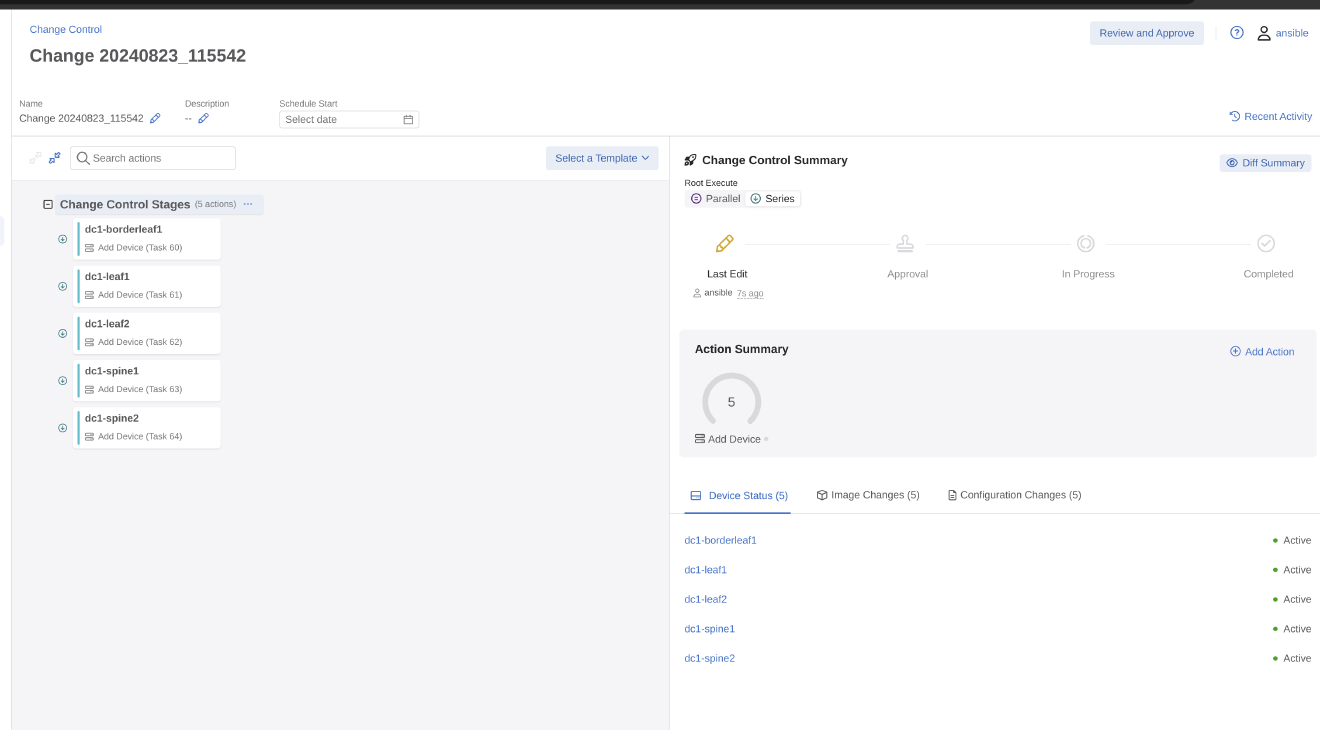 Change Control
Change 20240823_115542
Review and Approve
ansible
Name
Change 20240823_115542
Description
--
Schedule Start
Select date
Recent Activity
Search actions
Select a Template
Change Control Stages (5 actions) ...
dc1-borderleaf1
Add Device (Task 60)
dc1-leaf1
Add Device (Task 61)
dc1-leaf2
Add Device (Task 62)
dc1-spine1
Add Device (Task 63)
dc1-spine2
Add Device (Task 64)
Change Control Summary
Diff Summary
Root Execute
Parallel Series
Last Edit
Approval
In Progress
Completed
ansible 7s ago
Action Summary
Add Action
5
Add Device
Device Status (5)
Image Changes (5)
Configuration Changes (5)
dc1-borderleaf1 Active
dc1-leaf1 Active
dc1-leaf2 Active
dc1-spine1 Active
dc1-spine2 Active